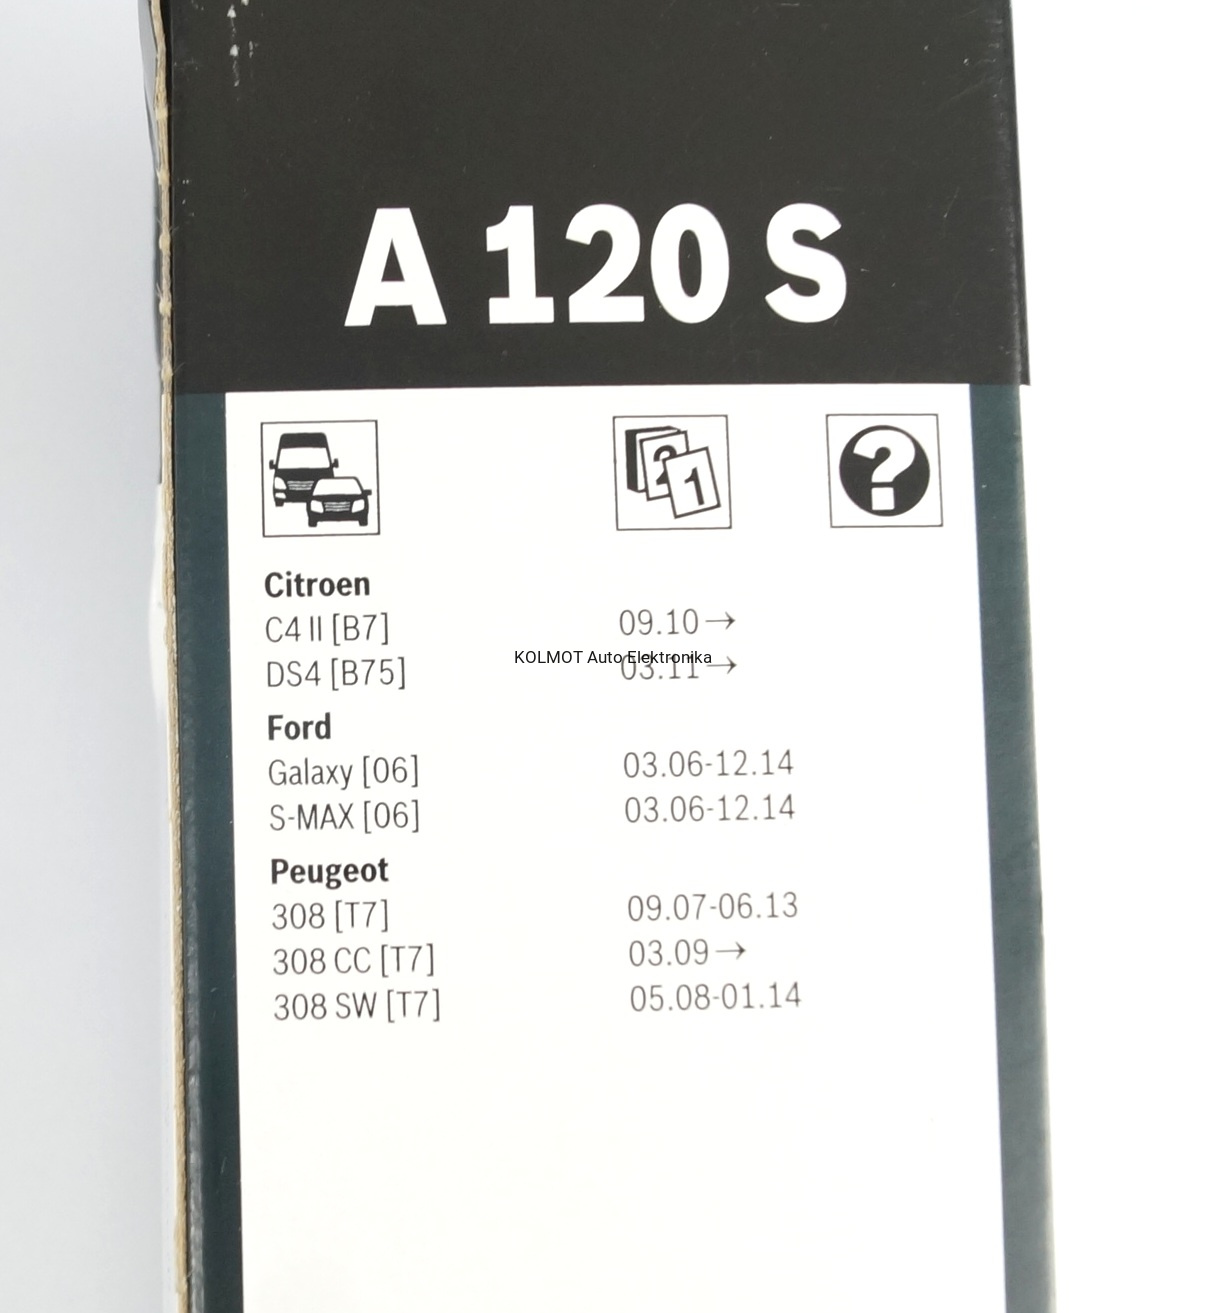 A 120 S
2 1 ?
Citroen
C4 II [B7] 09.10→
DS4 [B75] 03.11→
KOLMOT Auto Elektronika
Ford
Galaxy [06] 03.06-12.14
S-MAX [06] 03.06-12.14
Peugeot
308 [T7] 09.07-06.13
308 CC [T7] 03.09→
308 SW [T7] 05.08-01.14